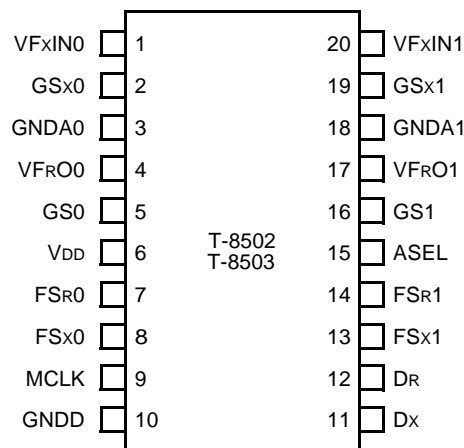 VFXIN0 1 20 VFXIN1
GSX0 2 19 GSX1
GNDA0 3 18 GNDA1
VFRO0 4 17 VFRO1
GS0 5 16 GS1
T-8502
VDD 6 15 ASEL
T-8503
FSR0 7 14 FSR1
FSX0 8 13 FSX1
MCLK 9 12 DR
GNDD 10 11 DX